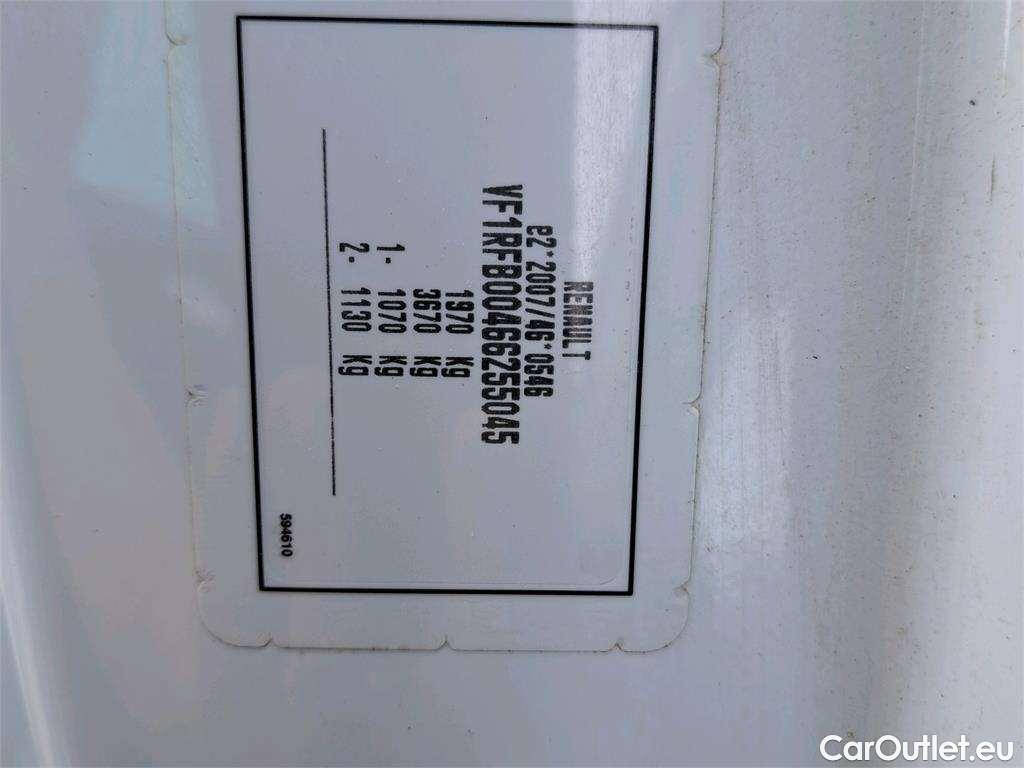 RENAULT
e2*2007/46*0546
VF1RFB00466255045
1970 Kg
3670 Kg
1- 1070 Kg
2- 1130 Kg
594610
CarOutlet.eu